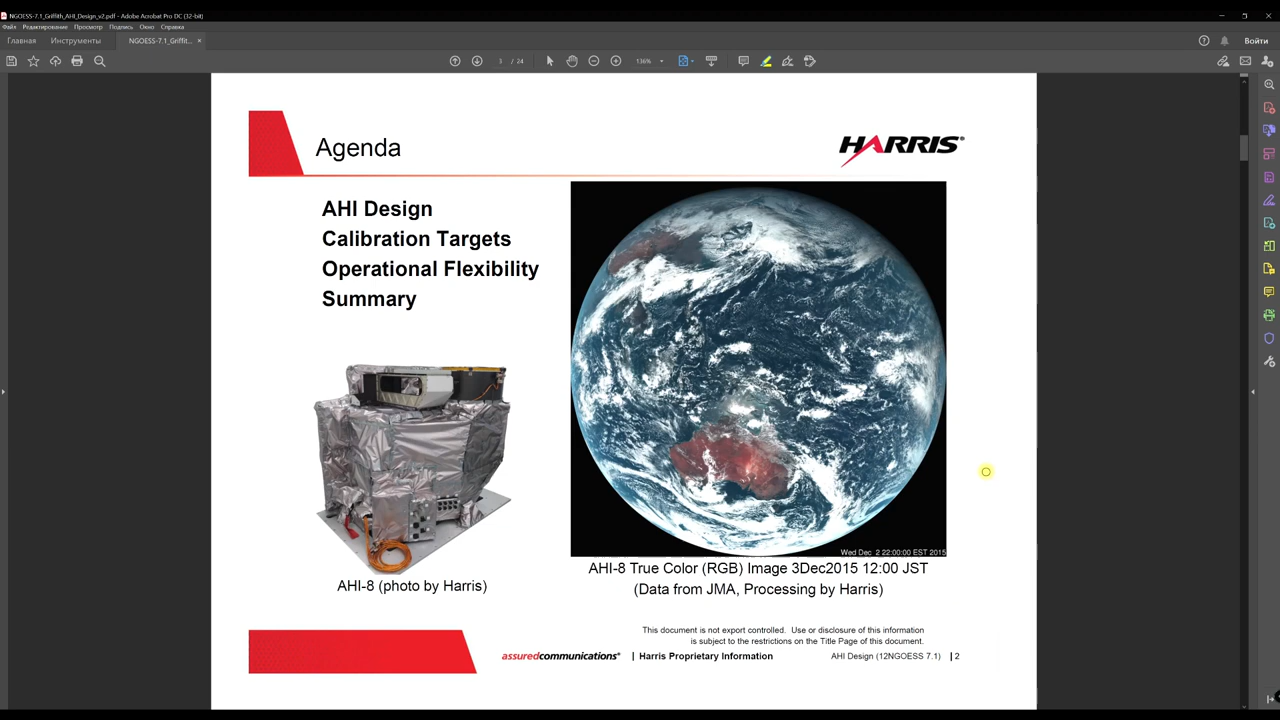 NGOESS-7.1_Griffith_AHI_Design_v2.pdf - Adobe Acrobat Pro DC (32-bit)
Файл Редактирование Просмотр Подпись Окно Справка
Главная Инструменты NGOESS-7.1_Griffit... ×
Войти
3 / 24 136%
Agenda
HARRIS®
AHI Design
Calibration Targets
Operational Flexibility
Summary
Wed Dec 2 22:00:00 EST 2015
AHI-8 (photo by Harris)
AHI-8 True Color (RGB) Image 3Dec2015 12:00 JST
(Data from JMA, Processing by Harris)
This document is not export controlled. Use or disclosure of this information
is subject to the restrictions on the Title Page of this document.
assuredcommunications® | Harris Proprietary Information AHI Design (12NGOESS 7.1) | 2